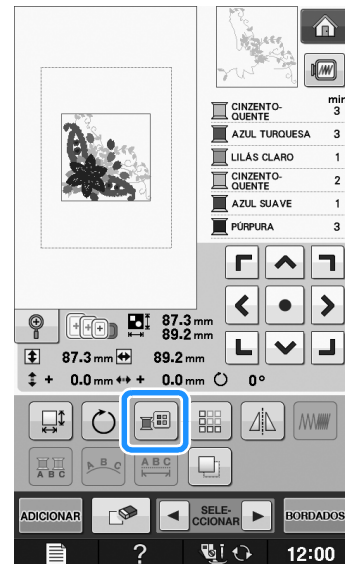 min
CINZENTO-
QUENTE
3
AZUL TURQUESA 3
LILÁS CLARO 1
CINZENTO-
QUENTE
2
AZUL SUAVE 1
PÚRPURA 3
87.3 mm
89.2 mm
87.3 mm 89.2 mm
+ 0.0 mm + 0.0 mm 0°
A B C
A B C
A B C
ADICIONAR
SELE-
CCIONAR
BORDADOS
?
12:00